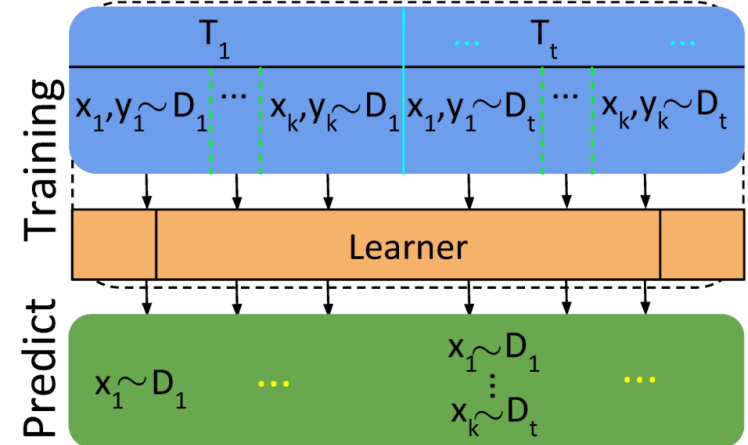 Training
T₁ ... Tₜ ...
x₁,y₁~D₁ ... xₖ,yₖ~D₁ x₁,y₁~Dₜ ... xₖ,yₖ~Dₜ
Learner
Predict
x₁~D₁ ... x₁~D₁ ...
⋮
xₖ~Dₜ